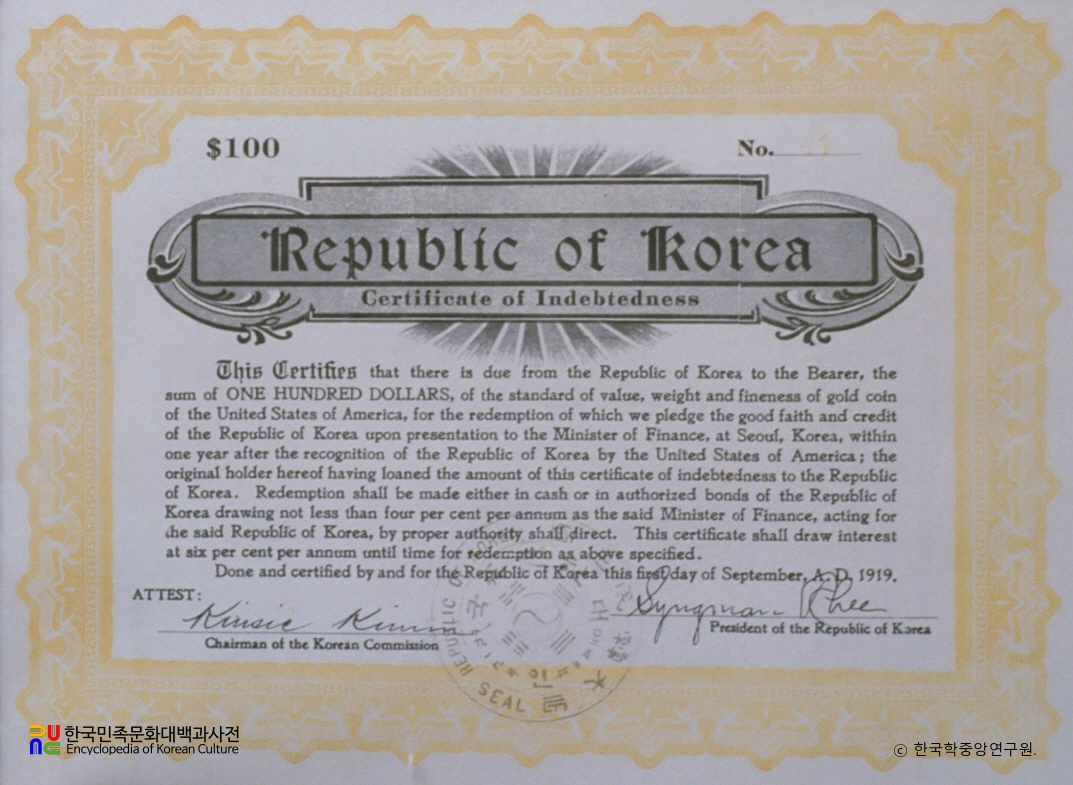 $100
No. 41
Republic of Korea
Certificate of Indebtedness
This Certifies that there is due from the Republic of Korea to the Bearer, the
sum of ONE HUNDRED DOLLARS, of the standard of value, weight and fineness of gold coin
of the United States of America, for the redemption of which we pledge the good faith and credit
of the Republic of Korea upon presentation to the Minister of Finance, at Seoul, Korea, within
one year after the recognition of the Republic of Korea by the United States of America; the
original holder hereof having loaned the amount of this certificate of indebtedness to the Republic
of Korea. Redemption shall be made either in cash or in authorized bonds of the Republic of
Korea drawing not less than four per cent per annum as the said Minister of Finance, acting for
the said Republic of Korea, by proper authority shall direct. This certificate shall draw interest
at six per cent per annum until time for redemption as above specified.
Done and certified by and for the Republic of Korea this first day of September, A. D. 1919.
ATTEST:
Kiusic Kimm
Syngman Rhee
Chairman of the Korean Commission
President of the Republic of Korea
REPUBLIC OF
SEAL
한국민족문화대백과사전
Encyclopedia of Korean Culture
© 한국학중앙연구원.